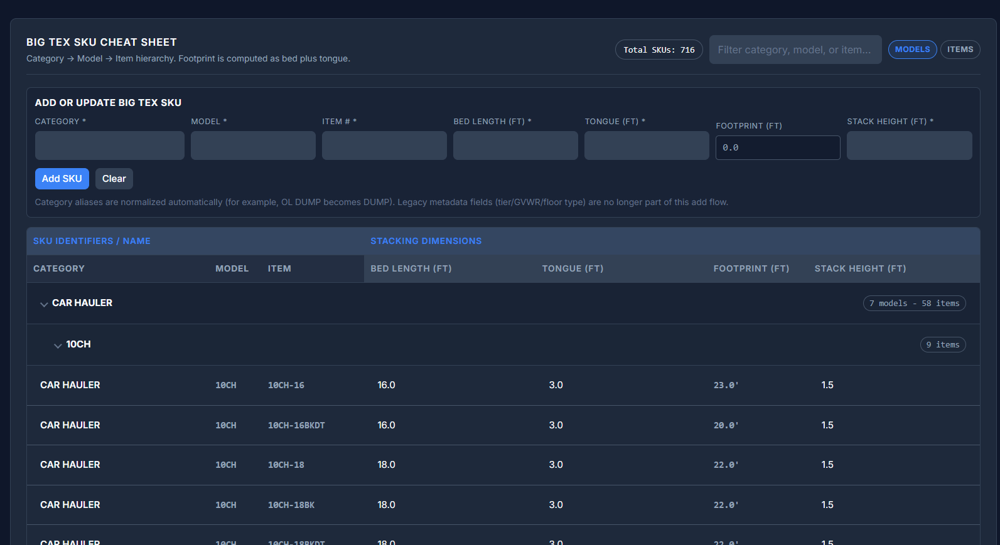 BIG TEX SKU CHEAT SHEET
Category → Model → Item hierarchy. Footprint is computed as bed plus tongue.
Total SKUs: 716
Filter category, model, or item...
MODELS
ITEMS
ADD OR UPDATE BIG TEX SKU
CATEGORY * MODEL * ITEM # * BED LENGTH (FT) * TONGUE (FT) * FOOTPRINT (FT) STACK HEIGHT (FT) *
0.0
Add SKU Clear
Category aliases are normalized automatically (for example, OL DUMP becomes DUMP). Legacy metadata fields (tier/GVWR/floor type) are no longer part of this add flow.
SKU IDENTIFIERS / NAME STACKING DIMENSIONS
CATEGORY MODEL ITEM BED LENGTH (FT) TONGUE (FT) FOOTPRINT (FT) STACK HEIGHT (FT)
CAR HAULER 7 models - 58 items
10CH 9 items
CAR HAULER 10CH 10CH-16 16.0 3.0 23.0' 1.5
CAR HAULER 10CH 10CH-16BKDT 16.0 3.0 20.0' 1.5
CAR HAULER 10CH 10CH-18 18.0 3.0 22.0' 1.5
CAR HAULER 10CH 10CH-18BK 18.0 3.0 22.0' 1.5
CAR HAULER 10CH 10CH-18BKDT 18.0 3.0 22.0' 1.5